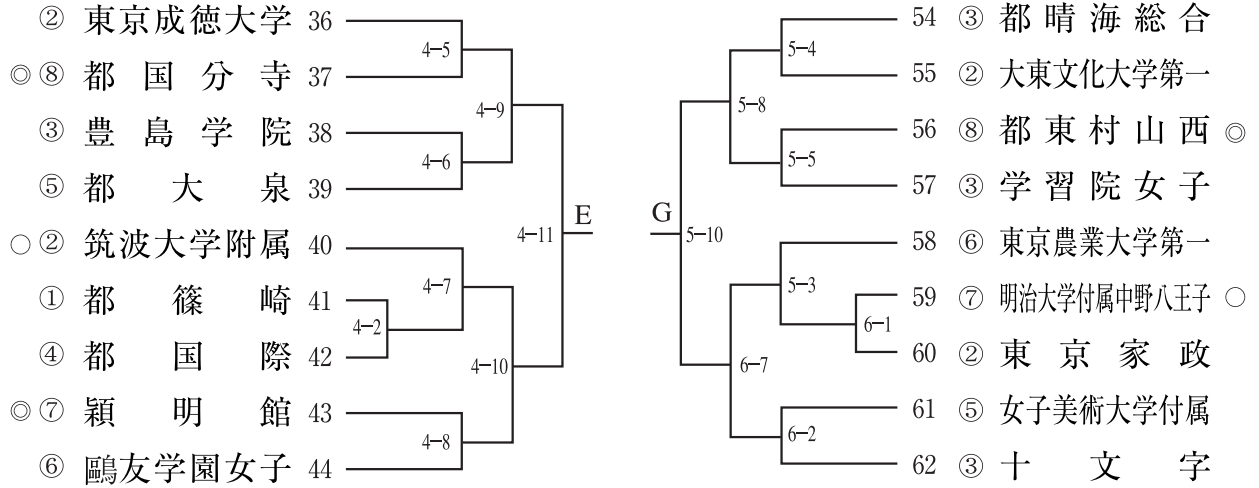 ② 東京成徳大学 36
4−5
◎ ⑧ 都国分寺 37
4−9
③ 豊島学院 38
4−6
⑤ 都大泉 39
4−11 E
○ ② 筑波大学附属 40
4−7
① 都篠崎 41
4−2
④ 都国際 42
4−10
◎ ⑦ 穎明館 43
4−8
⑥ 鷗友学園女子 44
54 ③ 都晴海総合
5−4
55 ② 大東文化大学第一
5−8
56 ⑧ 都東村山西 ◎
5−5
57 ③ 学習院女子
G 5−10
58 ⑥ 東京農業大学第一
5−3
59 ⑦ 明治大学付属中野八王子 ○
6−1
60 ② 東京家政
6−7
61 ⑤ 女子美術大学付属
6−2
62 ③ 十文字